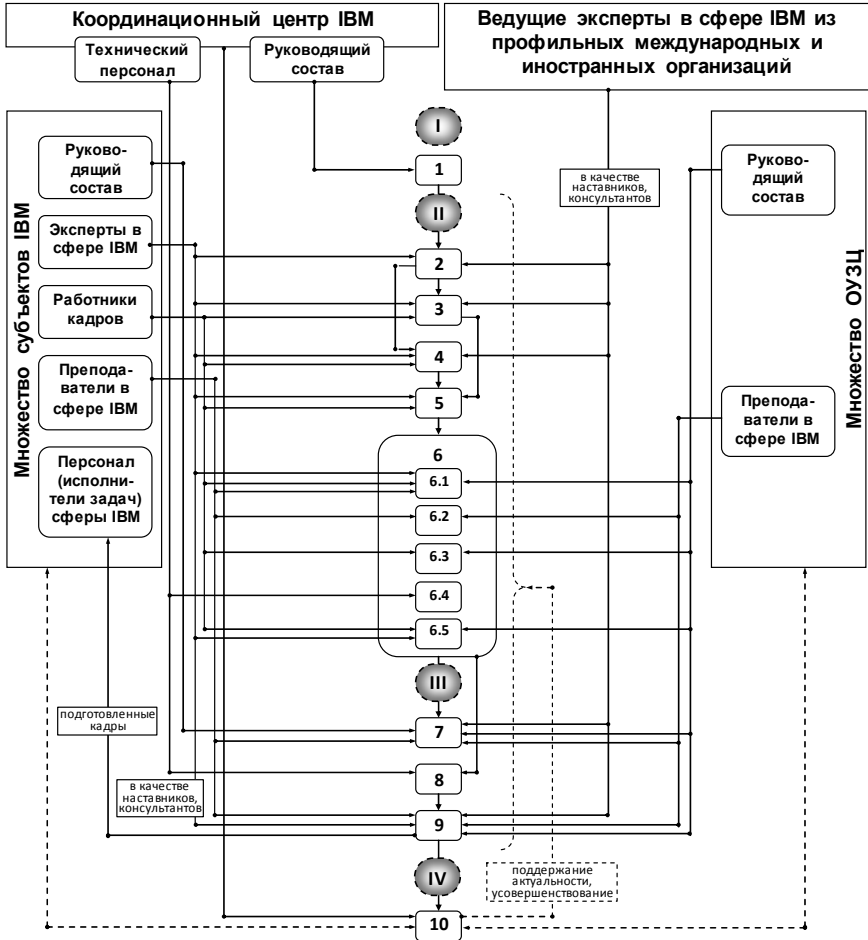 Координационный центр IBM
Технический
персонал
Руководящий
состав
Ведущие эксперты в сфере IBM из
профильных международных и
иностранных организаций
Множество субъектов IBM
Руково-
дящий
состав
Эксперты в
сфере IBM
Работники
кадров
Препода-
ватели в
сфере IBM
Персонал
(исполни-
тели задач)
сферы IBM
Множество ОУЗЦ
Руково-
дящий
состав
Препода-
ватели в
сфере IBM
в качестве
наставников,
консультантов
I
1
II
2
3
4
5
6
6.1
6.2
6.3
6.4
6.5
III
7
8
9
IV
10
подготовленные
кадры
в качестве
наставников,
консультантов
поддержание
актуальности,
усовершенствование